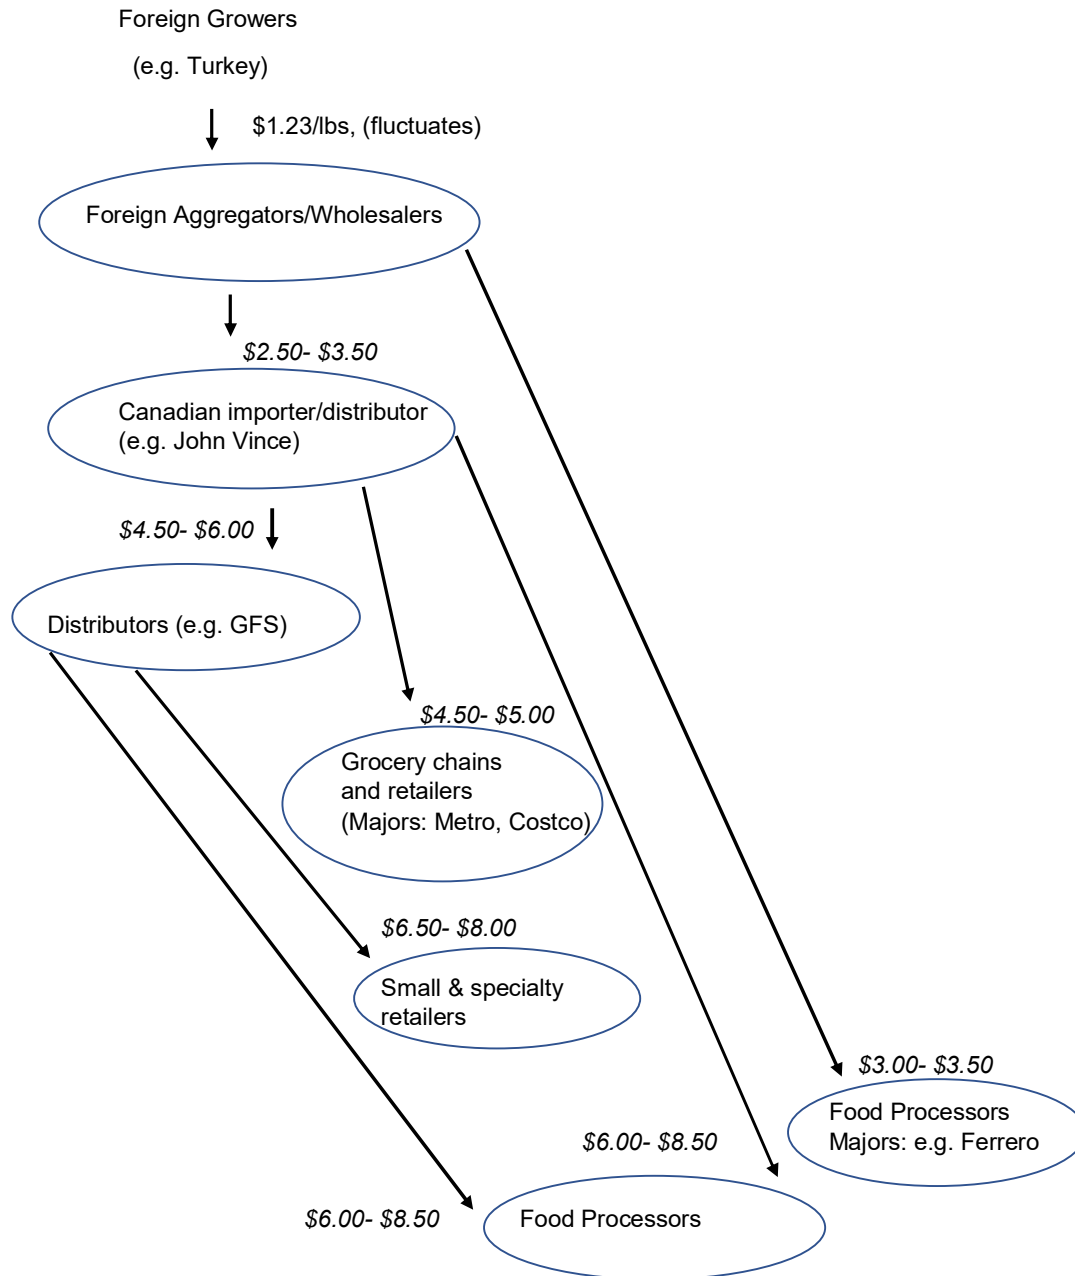 Foreign Growers
(e.g. Turkey)
$1.23/lbs, (fluctuates)
Foreign Aggregators/Wholesalers
$2.50- $3.50
Canadian importer/distributor
(e.g. John Vince)
$4.50- $6.00
Distributors (e.g. GFS)
$4.50- $5.00
Grocery chains
and retailers
(Majors: Metro, Costco)
$6.50- $8.00
Small & specialty
retailers
$3.00- $3.50
Food Processors
Majors: e.g. Ferrero
$6.00- $8.50
$6.00- $8.50
Food Processors